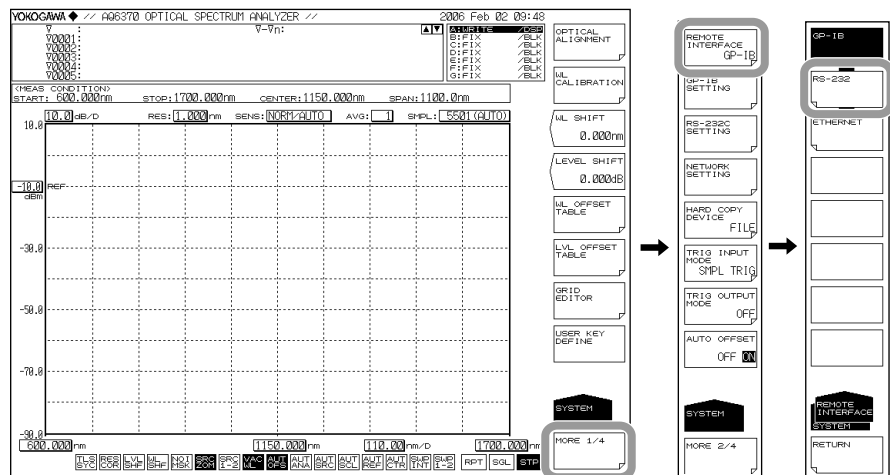 YOKOGAWA ◆ // AQ6370 OPTICAL SPECTRUM ANALYZER // 2006 Feb 02 09:48
∇ :
∇0001:
∇0002:
∇0003:
∇0004:
∇0005:
∇-∇n:
▲ ▼
A:WRITE /DSP
B:FIX /BLK
C:FIX /BLK
D:FIX /BLK
E:FIX /BLK
F:FIX /BLK
G:FIX /BLK
<MEAS CONDITION>
START: 600.000nm STOP:1700.000nm CENTER:1150.000nm SPAN:1100.0nm
10.0 dB/D RES: 1.000 nm SENS: NORM/AUTO AVG: 1 SMPL: 5501(AUTO)
10.0
-10.0 REF
dBm
-30.0
-50.0
-70.0
-90.0
600.000 nm 1150.000 nm 110.00 nm/D 1700.000 nm
TLS SYC
RES COR
LVL SHF
WL SHF
NOI MSK
SRC ZOM
SRC 1-2
VAC WL
AUT OFS
AUT ANA
AUT SRC
AUT SCL
AUT REF
AUT CTR
SWP INT
SWP 1-2
RPT
SGL
STP
OPTICAL
ALIGNMENT
WL
CALIBRATION
WL SHIFT
0.000nm
LEVEL SHIFT
0.000dB
WL OFFSET
TABLE
LVL OFFSET
TABLE
GRID
EDITOR
USER KEY
DEFINE
SYSTEM
MORE 1/4
REMOTE
INTERFACE
GP-IB
GP-IB
SETTING
RS-232C
SETTING
NETWORK
SETTING
HARD COPY
DEVICE
FILE
TRIG INPUT
MODE
SMPL TRIG
TRIG OUTPUT
MODE
OFF
AUTO OFFSET
OFF ON
SYSTEM
MORE 2/4
GP-IB
RS-232
ETHERNET
REMOTE
INTERFACE
SYSTEM
RETURN